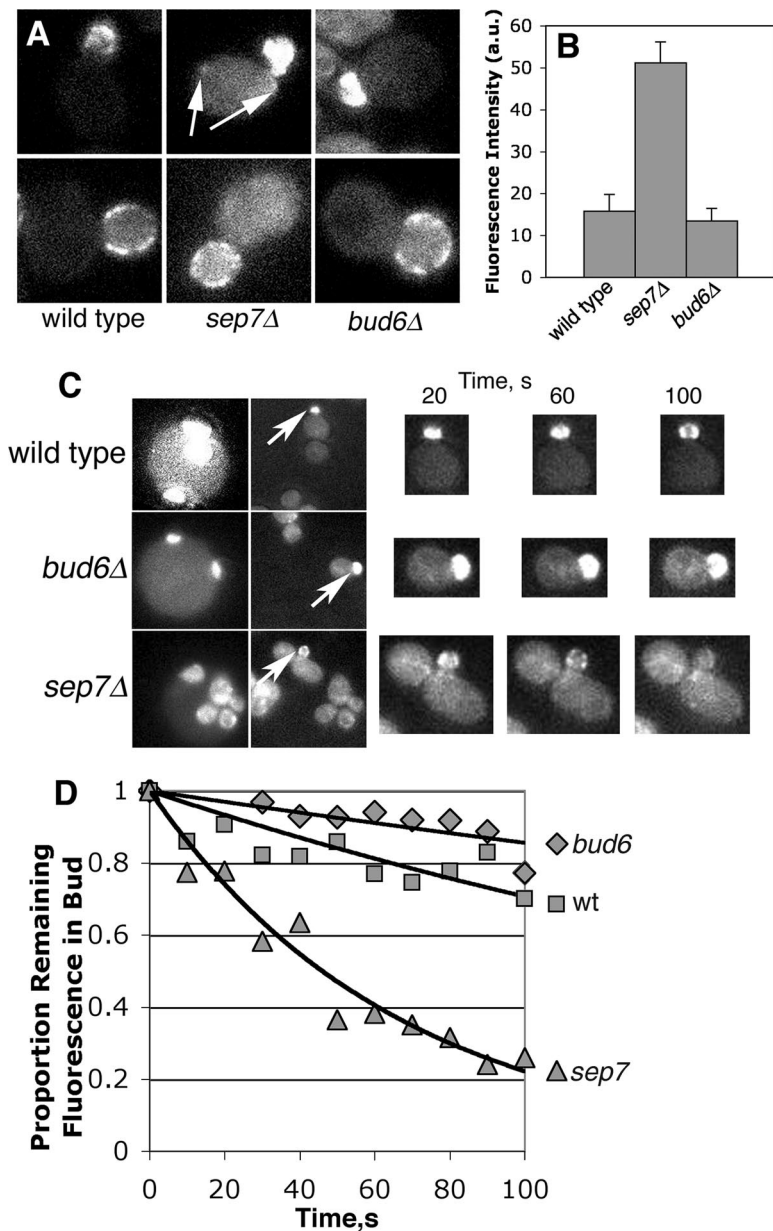 A
wild type
sep7Δ
bud6Δ
B
Fluorescence Intensity (a.u.)
60
50
40
30
20
10
0
wild type
sep7Δ
bud6Δ
C
Time, s
20
60
100
wild type
bud6Δ
sep7Δ
D
Proportion Remaining
Fluorescence in Bud
1
0.8
0.6
0.4
0.2
0
0
20
40
60
80
100
Time,s
bud6
wt
sep7